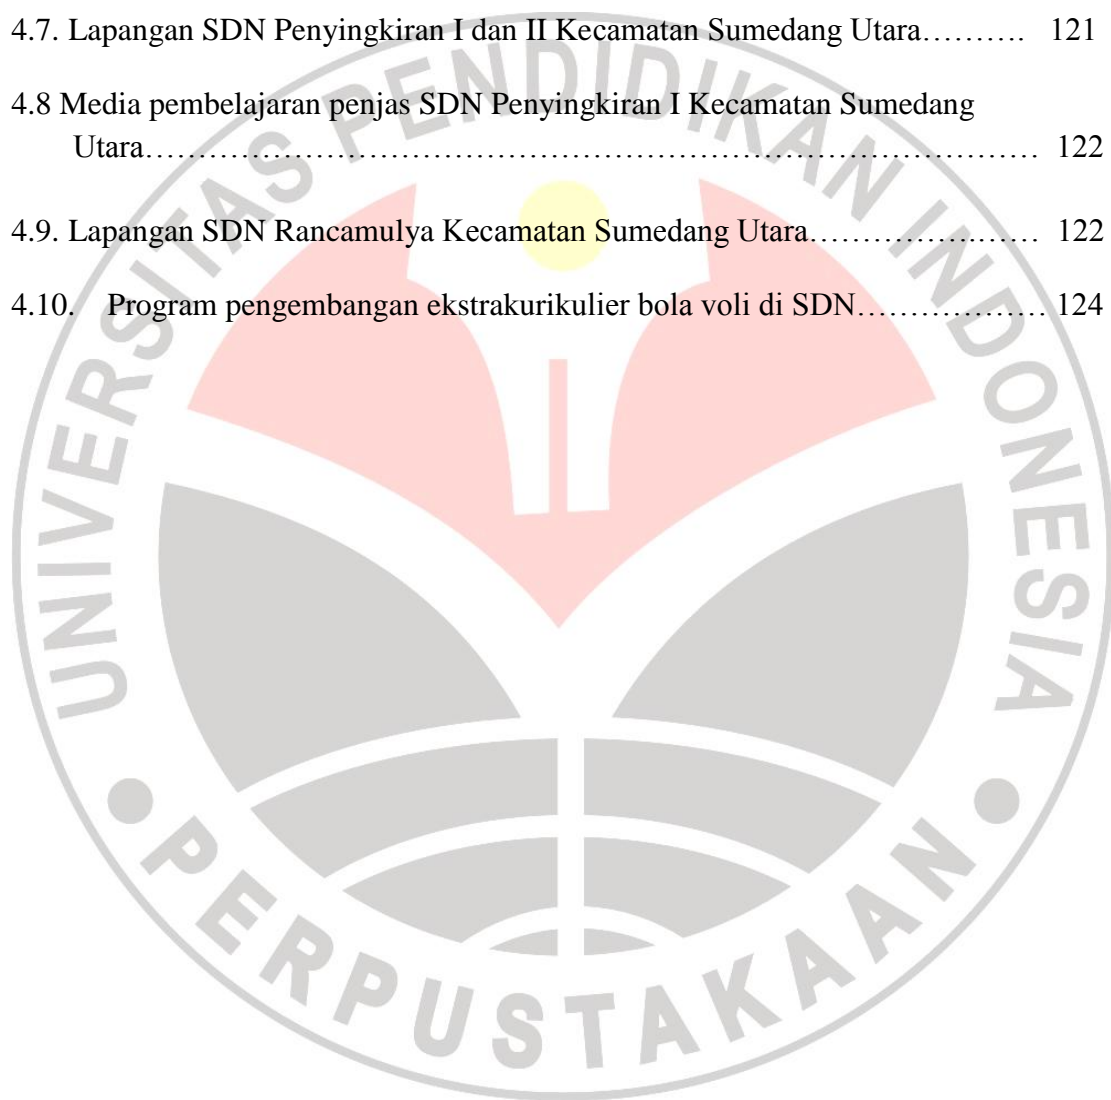 4.7. Lapangan SDN Penyingkiran I dan II Kecamatan Sumedang Utara………. 121
4.8 Media pembelajaran penjas SDN Penyingkiran I Kecamatan Sumedang
Utara………………………………………………………………………… 122
4.9. Lapangan SDN Rancamulya Kecamatan Sumedang Utara………………….… 122
4.10. Program pengembangan ekstrakurikulier bola voli di SDN……………… 124
UNIVERSITAS PENDIDIKAN INDONESIA
PERPUSTAKAAN